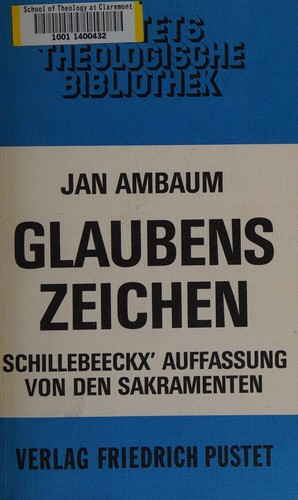 School of Theology at Claremont
1001 1400432
THEOLOGISCHE
BIBLIOTHEK
JAN AMBAUM
GLAUBENS
ZEICHEN
SCHILLEBEECKX' AUFFASSUNG
VON DEN SAKRAMENTEN
VERLAG FRIEDRICH PUSTET